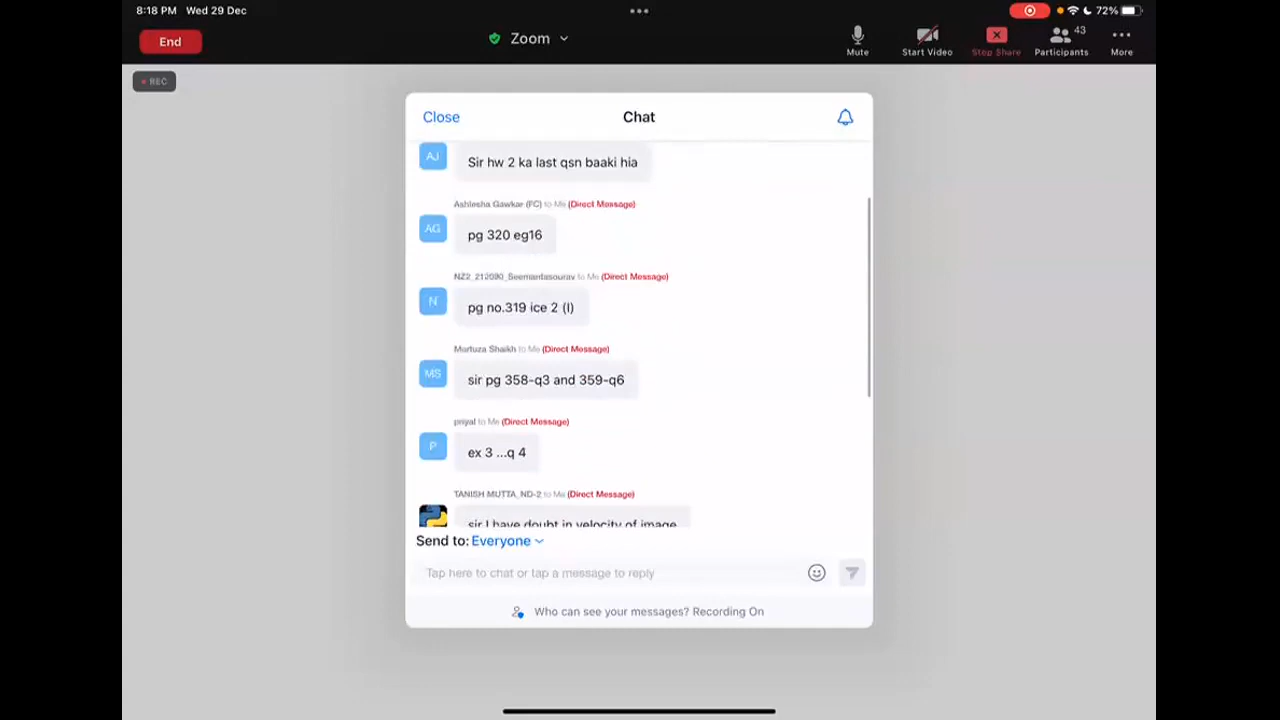 8:18 PM Wed 29 Dec
72%
End
Zoom
Mute
Start Video
Stop Share
43
Participants
More
REC
Close
Chat
AJ
Sir hw 2 ka last qsn baaki hia
Ashlesha Gawkar (FC) to Me (Direct Message)
AG
pg 320 eg16
to Me (Direct Message)
N
pg no.319 ice 2 (I)
Murtuza Shaikh to Me (Direct Message)
MS
sir pg 358-q3 and 359-q6
priyal to Me (Direct Message)
P
ex 3 ...q 4
TANISH MUTTA_ND-2 to Me (Direct Message)
sir I have doubt in velocity of image
Send to: Everyone
Tap here to chat or tap a message to reply
Who can see your messages? Recording On